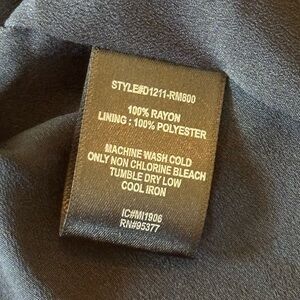 STYLE#D1211-RM800
100% RAYON
LINING : 100% POLYESTER
MACHINE WASH COLD
ONLY NON CHLORINE BLEACH
TUMBLE DRY LOW
COOL IRON
IC#MI1906
RN#95377